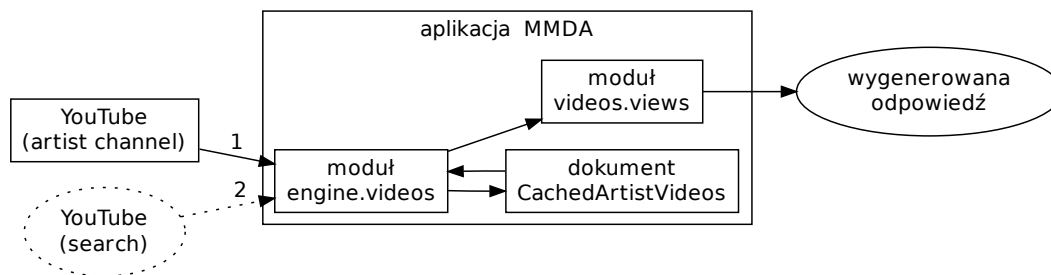 aplikacja MMDA
moduł
videos.views
wygenerowana
odpowiedź
YouTube
(artist channel)
1
moduł
engine.videos
dokument
CachedArtistVideos
2
YouTube
(search)